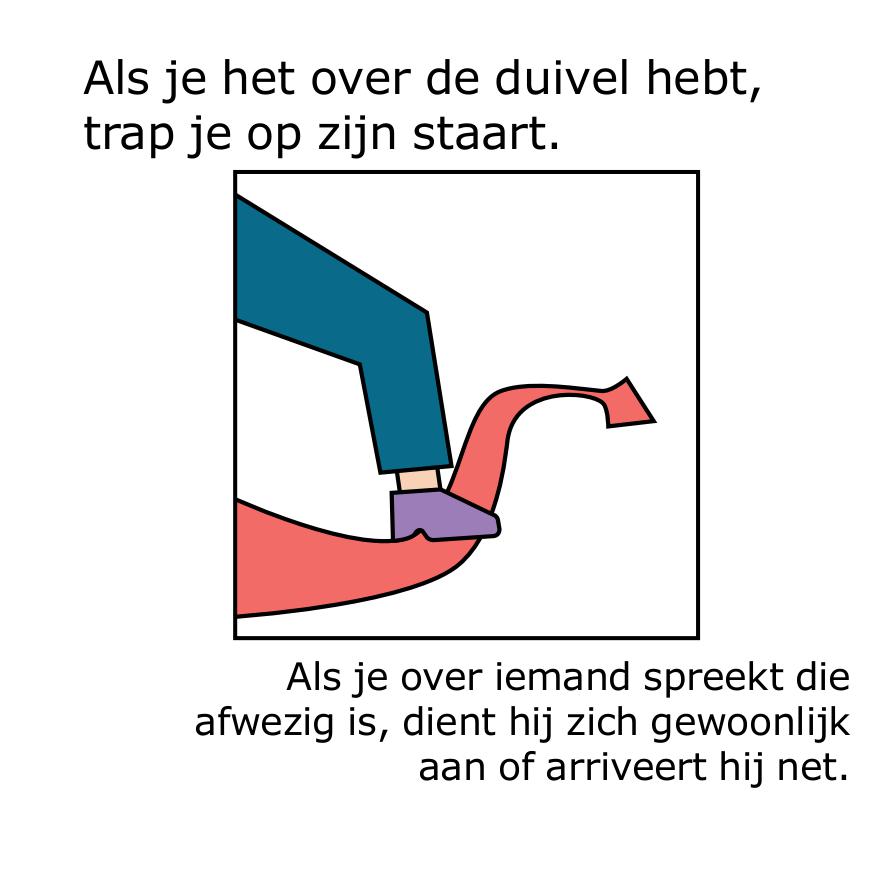 Als je het over de duivel hebt,
trap je op zijn staart.
Als je over iemand spreekt die
afwezig is, dient hij zich gewoonlijk
aan of arriveert hij net.